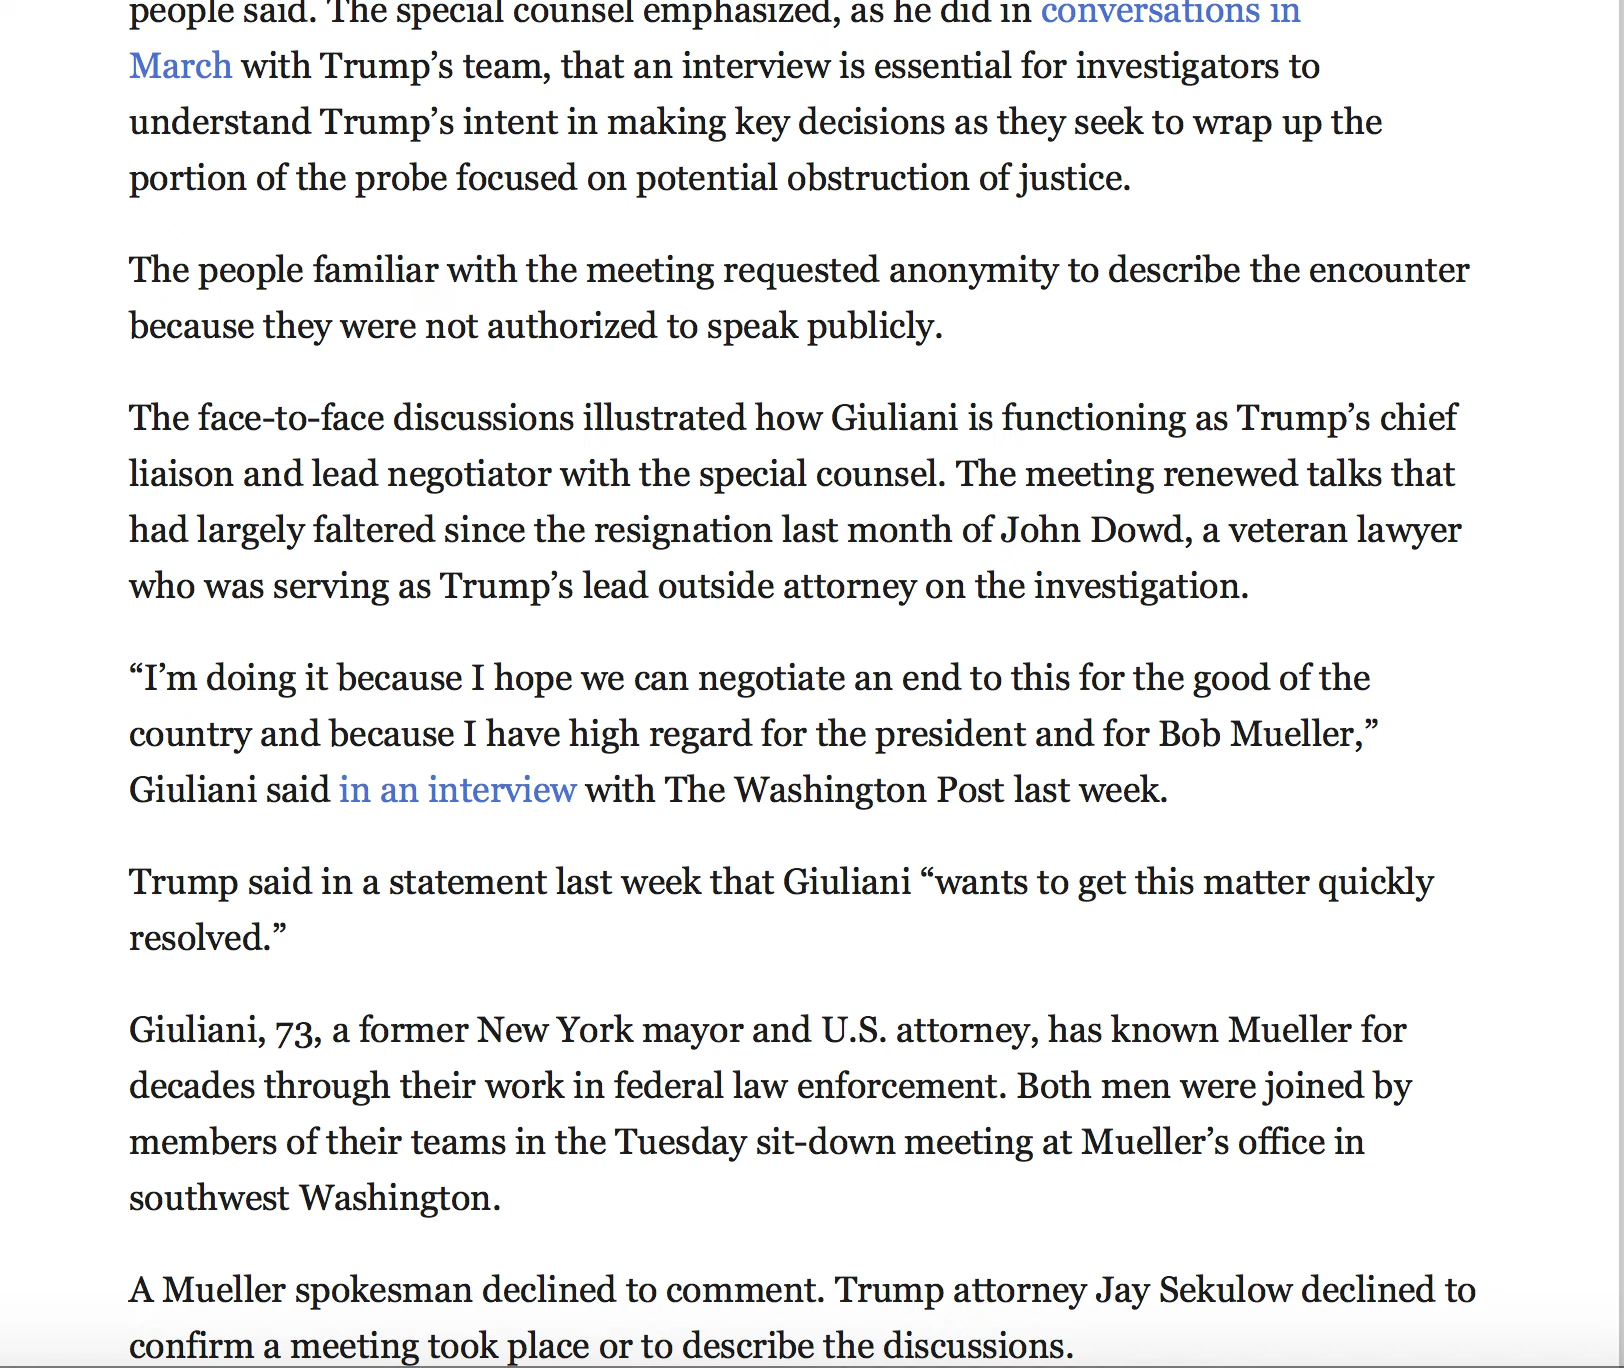 people said. The special counsel emphasized, as he did in conversations in
March with Trump’s team, that an interview is essential for investigators to
understand Trump’s intent in making key decisions as they seek to wrap up the
portion of the probe focused on potential obstruction of justice.
The people familiar with the meeting requested anonymity to describe the encounter
because they were not authorized to speak publicly.
The face-to-face discussions illustrated how Giuliani is functioning as Trump’s chief
liaison and lead negotiator with the special counsel. The meeting renewed talks that
had largely faltered since the resignation last month of John Dowd, a veteran lawyer
who was serving as Trump’s lead outside attorney on the investigation.
“I’m doing it because I hope we can negotiate an end to this for the good of the
country and because I have high regard for the president and for Bob Mueller,”
Giuliani said in an interview with The Washington Post last week.
Trump said in a statement last week that Giuliani “wants to get this matter quickly
resolved.”
Giuliani, 73, a former New York mayor and U.S. attorney, has known Mueller for
decades through their work in federal law enforcement. Both men were joined by
members of their teams in the Tuesday sit-down meeting at Mueller’s office in
southwest Washington.
A Mueller spokesman declined to comment. Trump attorney Jay Sekulow declined to
confirm a meeting took place or to describe the discussions.